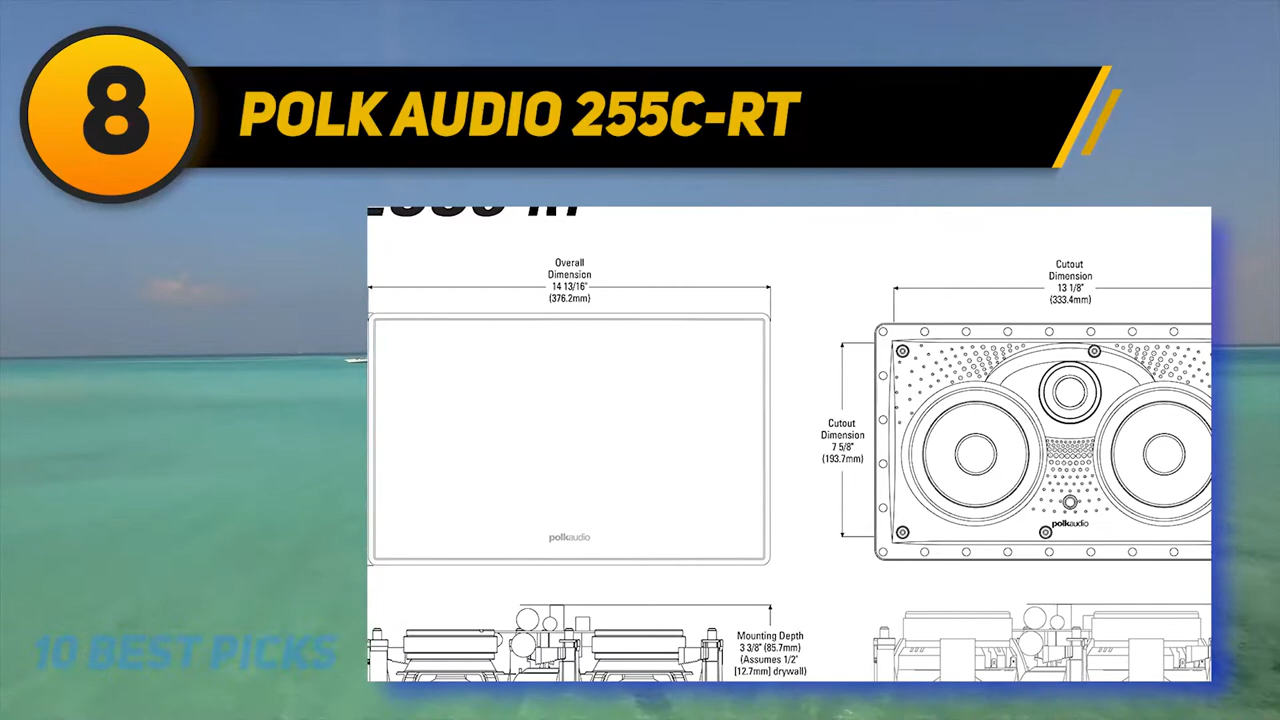 8
POLK AUDIO 255C-RT
Overall
Dimension
14 13/16"
(376.2mm)
Cutout
Dimension
13 1/8"
(333.4mm)
Cutout
Dimension
7 5/8"
(193.7mm)
polkaudio
polkaudio
Mounting Depth
3 3/8" (85.7mm)
(Assumes 1/2"
[12.7mm] drywall)
10 BEST PICKS